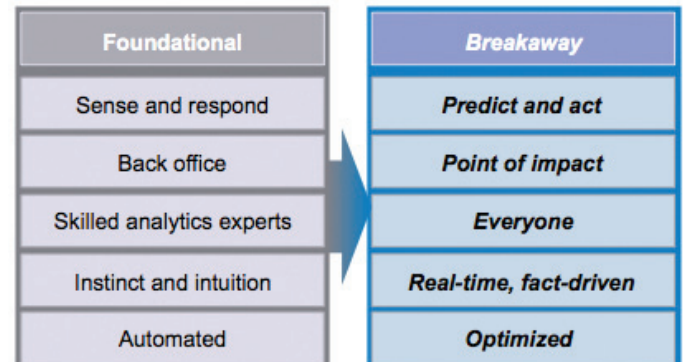 Foundational
Breakaway
Sense and respond
Predict and act
Back office
Point of impact
Skilled analytics experts
Everyone
Instinct and intuition
Real-time, fact-driven
Automated
Optimized